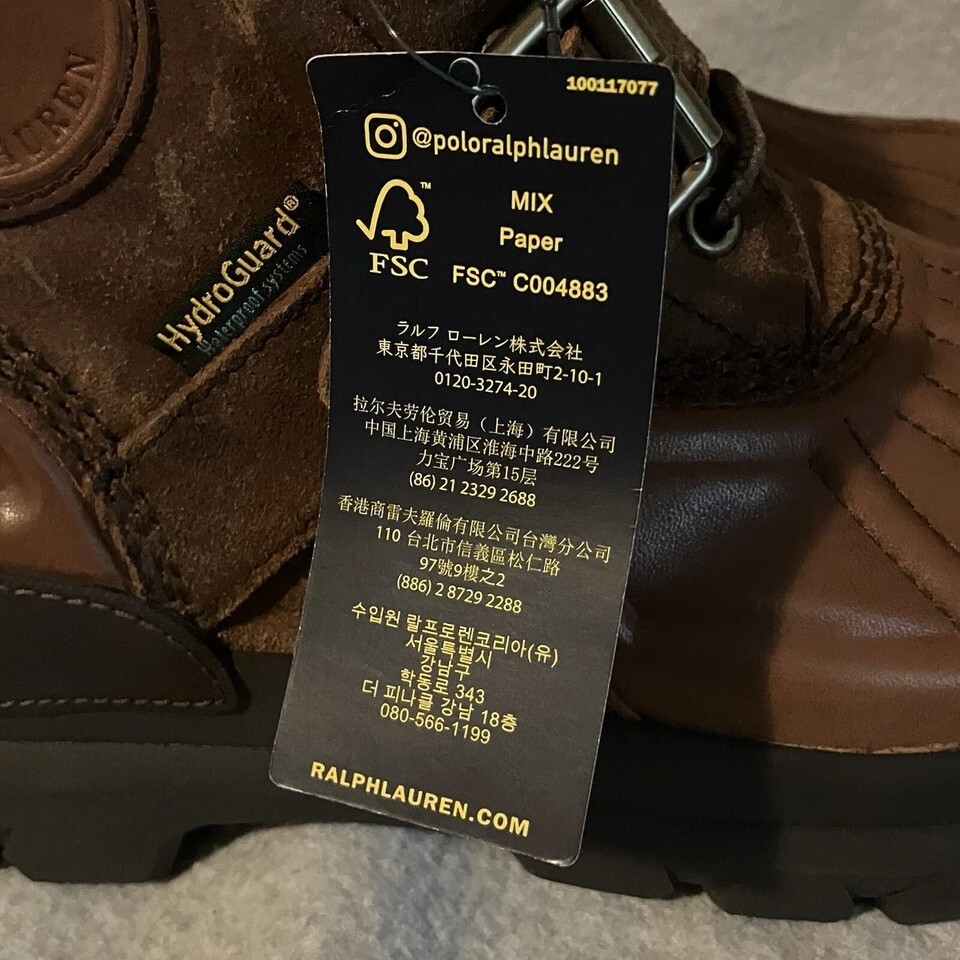 UREN
HydroGuard®
Waterproof systems
100117077
@poloralphlauren
FSC
MIX
Paper
FSC™ C004883
ラルフ ローレン株式会社
東京都千代田区永田町2-10-1
0120-3274-20
拉尔夫劳伦贸易（上海）有限公司
中国上海黄浦区淮海中路222号
力宝广场第15层
(86) 21 2329 2688
香港商雷夫羅倫有限公司台灣分公司
110 台北市信義區松仁路
97號9樓之2
(886) 2 8729 2288
수입원 랄프로렌코리아(유)
서울특별시
강남구
학동로 343
더 피나클 강남 18층
080-566-1199
RALPHLAUREN.COM